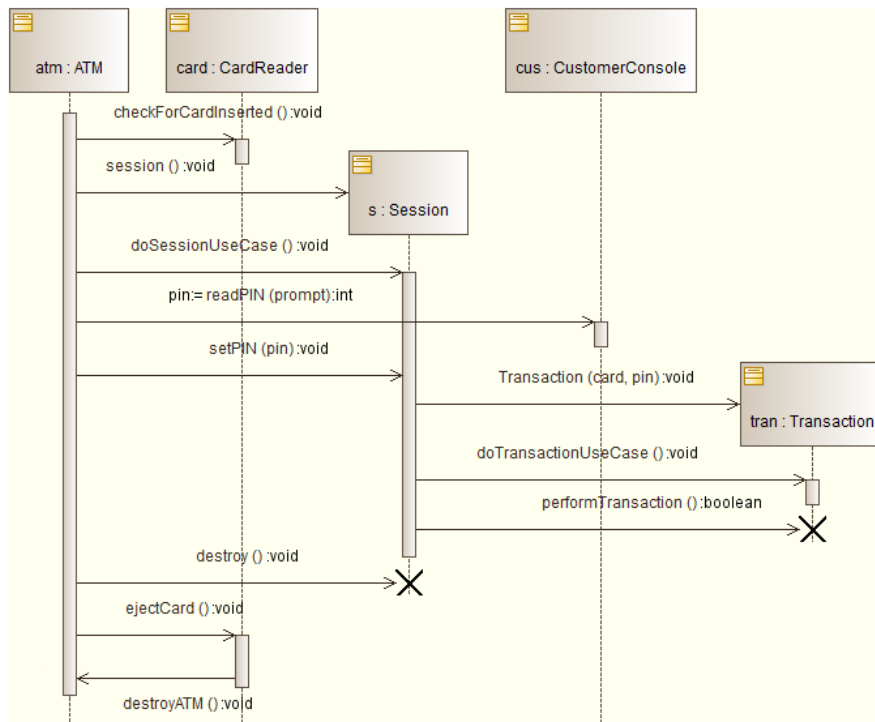 atm : ATM
card : CardReader
cus : CustomerConsole
checkForCardInserted () :void
session () :void
s : Session
doSessionUseCase () :void
pin:= readPIN (prompt):int
setPIN (pin) :void
Transaction (card, pin) :void
tran : Transaction
doTransactionUseCase () :void
performTransaction () :boolean
destroy () :void
ejectCard () :void
destroyATM () :void